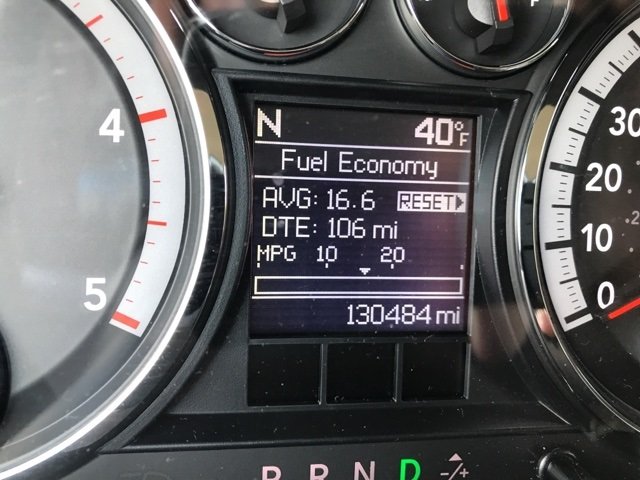 N 40°F
Fuel Economy
AVG: 16.6 RESET
DTE: 106 mi
MPG 10 20
130484 mi
4
5
30
20
10
0
P R N D -/+